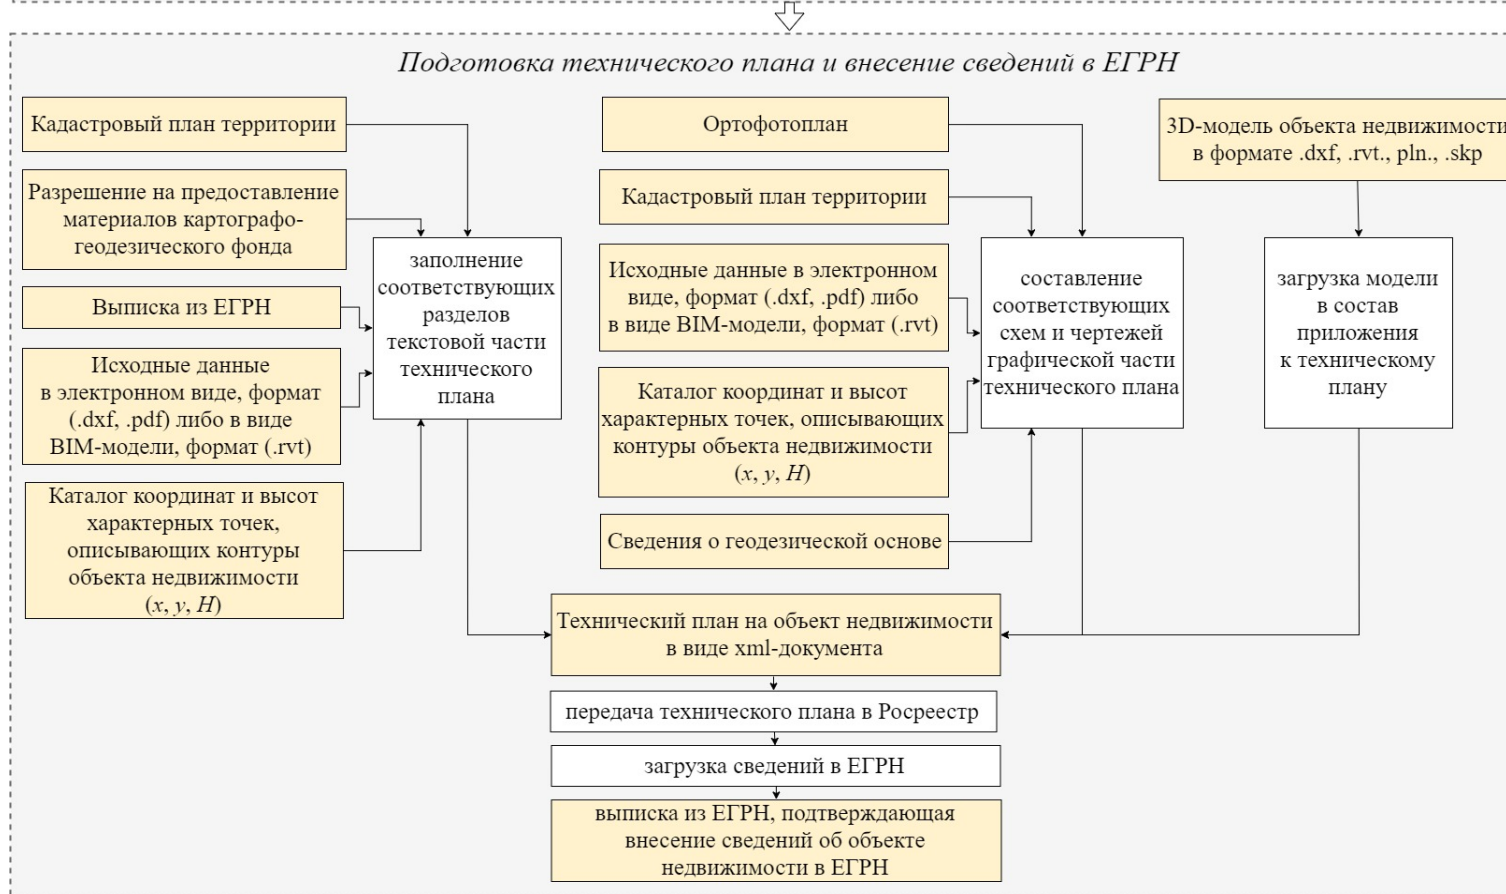 Подготовка технического плана и внесение сведений в ЕГРН
Кадастровый план территории
Разрешение на предоставление
материалов картографо-
геодезического фонда
Выписка из ЕГРН
Исходные данные
в электронном виде, формат
(.dxf, .pdf) либо в виде
BIM-модели, формат (.rvt)
Каталог координат и высот
характерных точек,
описывающих контуры
объекта недвижимости
(x, y, H)
заполнение
соответствующих
разделов
текстовой части
технического
плана
Ортофотоплан
Кадастровый план территории
Исходные данные в электронном
виде, формат (.dxf, .pdf) либо
в виде BIM-модели, формат (.rvt)
Каталог координат и высот
характерных точек, описывающих
контуры объекта недвижимости
(x, y, H)
Сведения о геодезической основе
составление
соответствующих
схем и чертежей
графической части
технического плана
3D-модель объекта недвижимости
в формате .dxf, .rvt., pln., .skp
загрузка модели
в состав
приложения
к техническому
плану
Технический план на объект недвижимости
в виде xml-документа
передача технического плана в Росреестр
загрузка сведений в ЕГРН
выписка из ЕГРН, подтверждающая
внесение сведений об объекте
недвижимости в ЕГРН